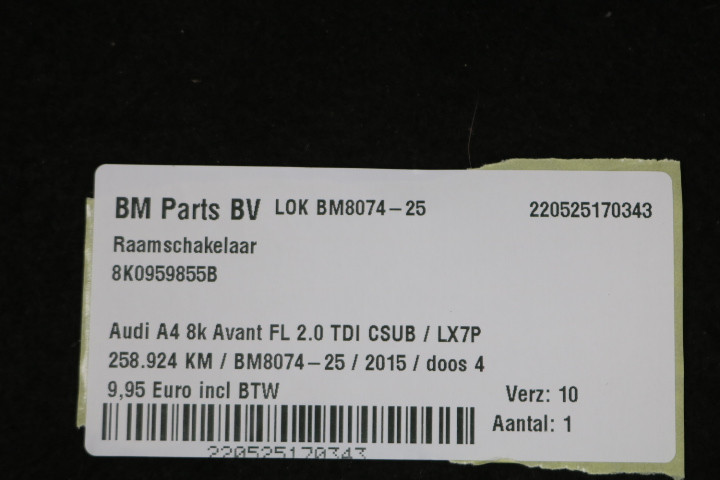 BM Parts BV LOK BM8074-25 220525170343
Raamschakelaar
8K0959855B
Audi A4 8k Avant FL 2.0 TDI CSUB / LX7P
258.924 KM / BM8074-25 / 2015 / doos 4
9,95 Euro incl BTW Verz: 10
Aantal: 1
220525170343